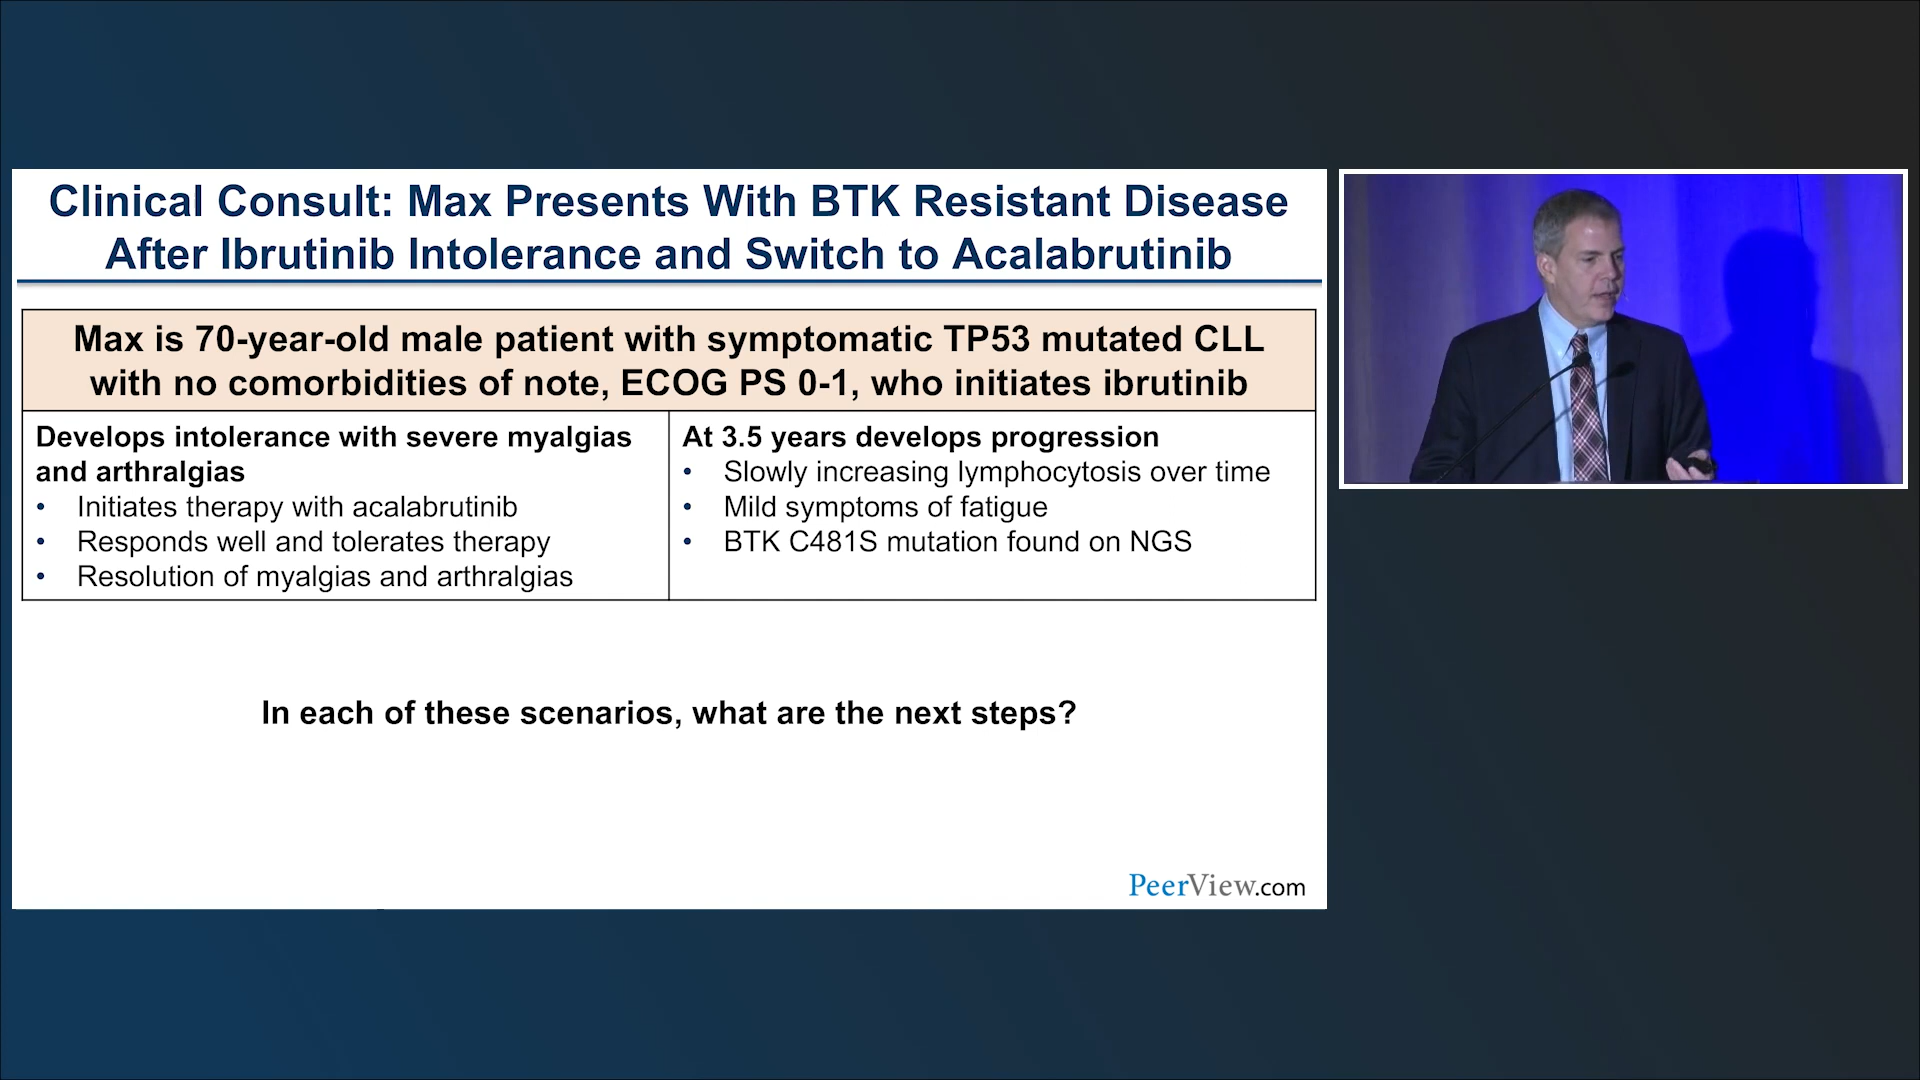 Clinical Consult: Max Presents With BTK Resistant Disease
After Ibrutinib Intolerance and Switch to Acalabrutinib
Max is 70-year-old male patient with symptomatic TP53 mutated CLL
with no comorbidities of note, ECOG PS 0-1, who initiates ibrutinib
Develops intolerance with severe myalgias
and arthralgias
• Initiates therapy with acalabrutinib
• Responds well and tolerates therapy
• Resolution of myalgias and arthralgias
At 3.5 years develops progression
• Slowly increasing lymphocytosis over time
• Mild symptoms of fatigue
• BTK C481S mutation found on NGS
In each of these scenarios, what are the next steps?
PeerView.com